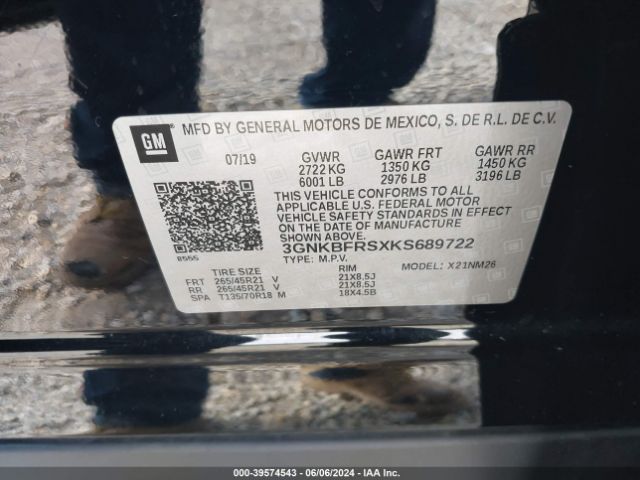 GM
MFD BY GENERAL MOTORS DE MEXICO, S. DE R.L. DE C.V.
07/19 GVWR GAWR FRT GAWR RR
2722 KG 1350 KG 1450 KG
6001 LB 2976 LB 3196 LB
THIS VEHICLE CONFORMS TO ALL
APPLICABLE U.S. FEDERAL MOTOR
VEHICLE SAFETY STANDARDS IN EFFECT
ON THE DATE OF MANUFACTURE
SHOWN ABOVE.
3GNKBFRSXKS689722
8555
TYPE: M.P.V. MODEL: X21NM26
TIRE SIZE RIM
FRT 265/45R21 V 21X8.5J
RR 265/45R21 V 21X8.5J
SPA T135/70R18 M 18X4.5B
000-39574543 - 06/06/2024 - IAA Inc.